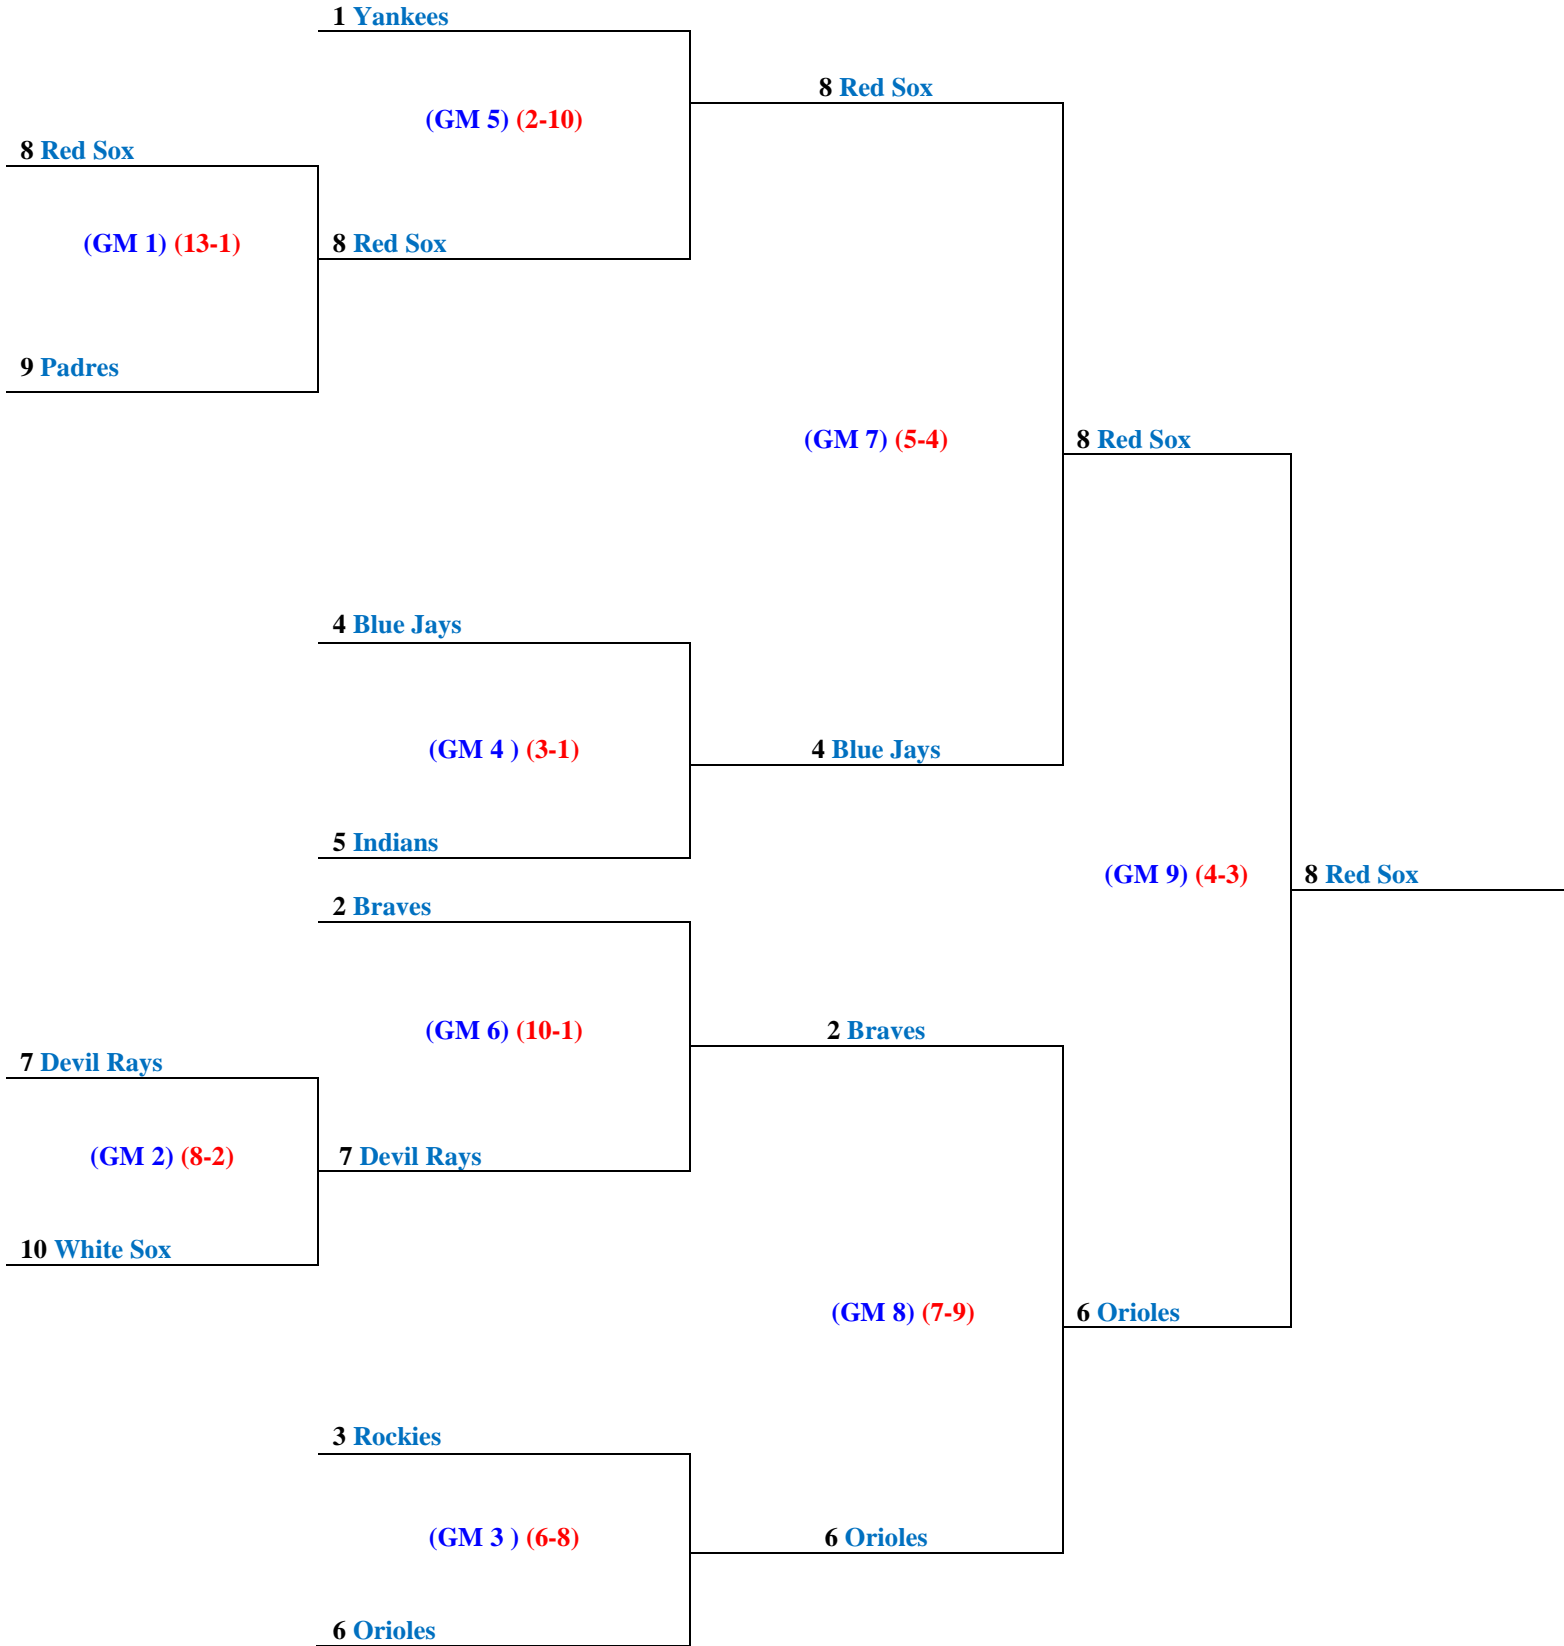 1 Yankees
8 Red Sox
(GM 5) (2-10)
8 Red Sox
(GM 1) (13-1)
8 Red Sox
9 Padres
(GM 7) (5-4)
8 Red Sox
4 Blue Jays
(GM 4 ) (3-1)
4 Blue Jays
5 Indians
(GM 9) (4-3)
8 Red Sox
2 Braves
(GM 6) (10-1)
2 Braves
7 Devil Rays
(GM 2) (8-2)
7 Devil Rays
10 White Sox
(GM 8) (7-9)
6 Orioles
3 Rockies
(GM 3 ) (6-8)
6 Orioles
6 Orioles